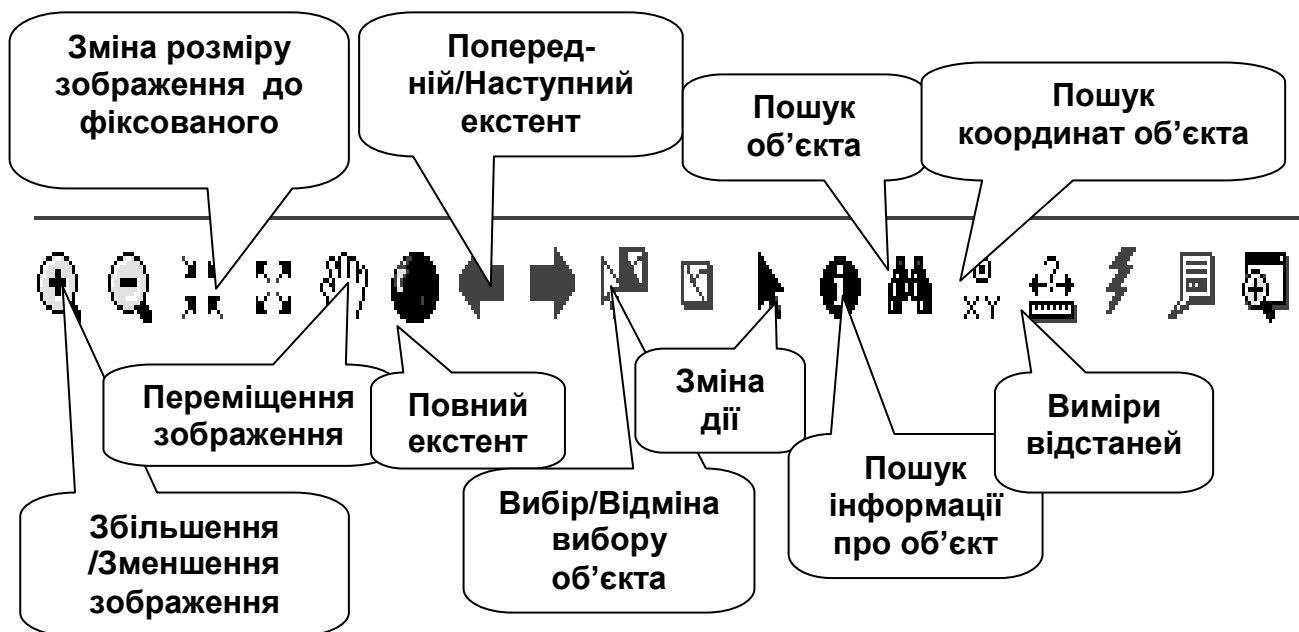 Зміна розміру
зображення до
фіксованого
Поперед-
ній/Наступний
екстент
Пошук
об’єкта
Пошук
координат об’єкта
XY
?
Переміщення
зображення
Повний
екстент
Зміна
дії
Виміри
відстаней
Збільшення
/Зменшення
зображення
Вибір/Відміна
вибору
об’єкта
Пошук
інформації
про об’єкт